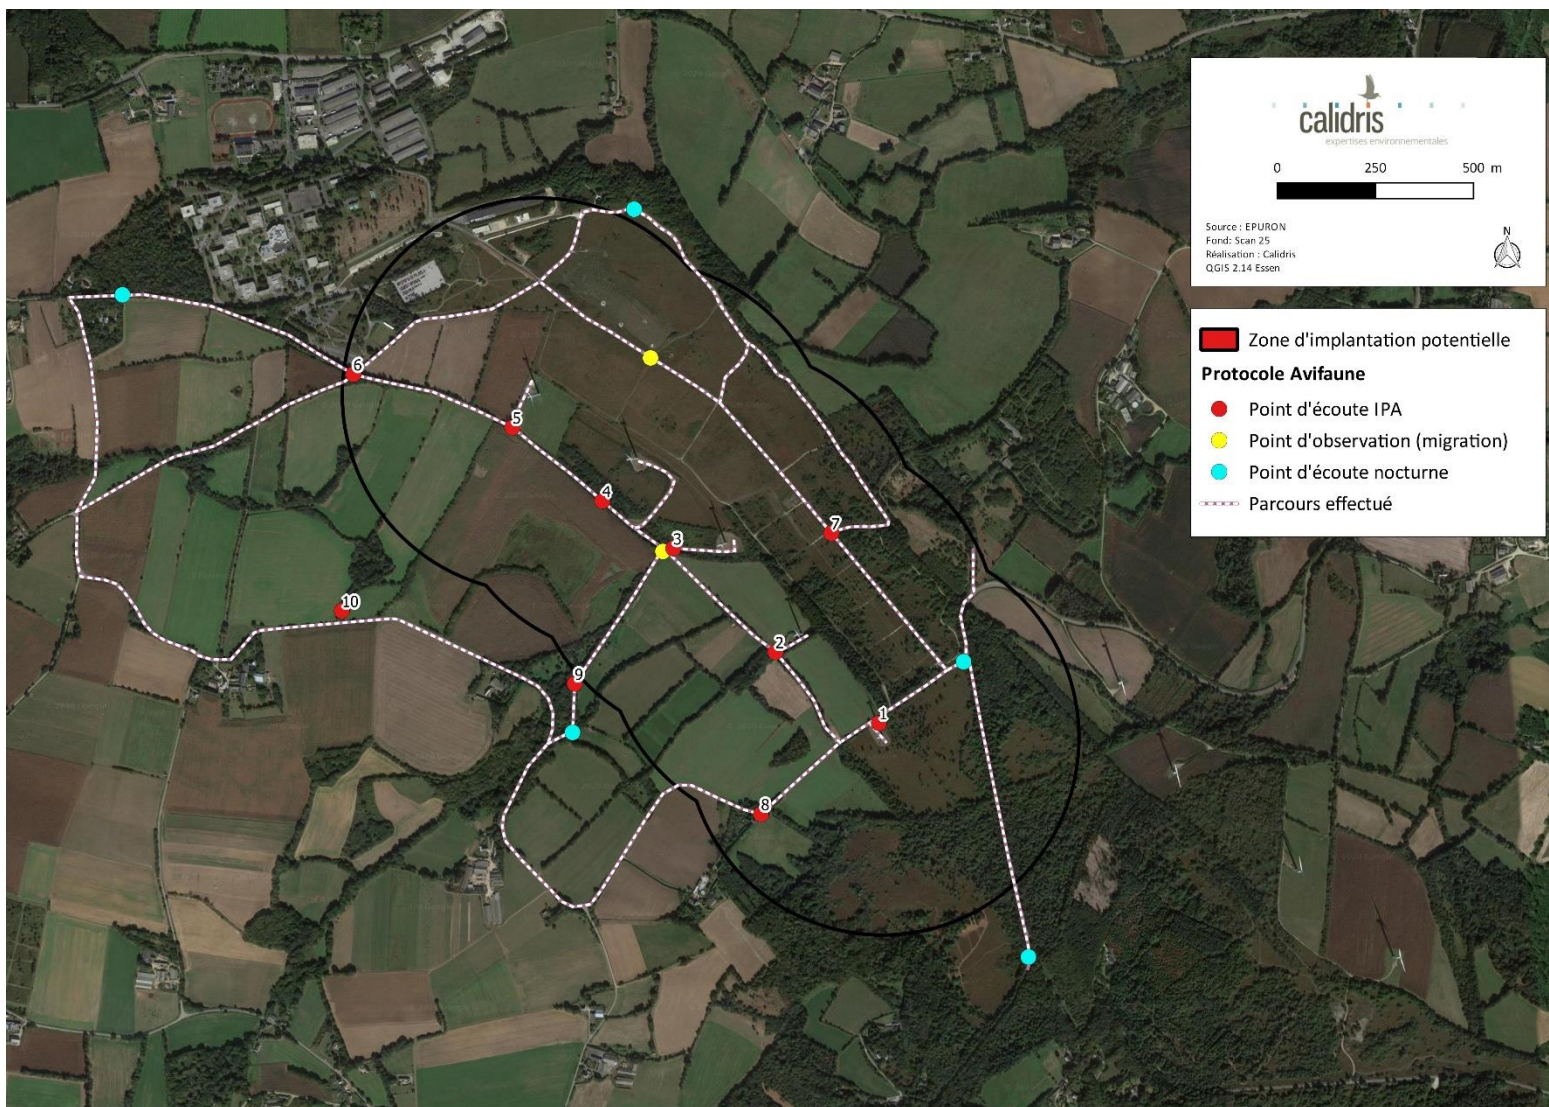 calidris
expertises environnementales
0 250 500 m
Source : EPURON
Fond: Scan 25
Réalisation : Calidris
QGIS 2.14 Essen
N
Zone d'implantation potentielle
Protocole Avifaune
Point d'écoute IPA
Point d'observation (migration)
Point d'écoute nocturne
Parcours effectué
6
5
4
3
7
10
2
9
1
8